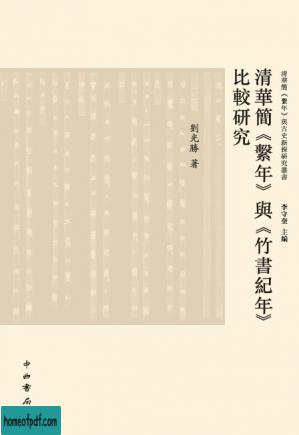 清華簡《繫年》與古史新探研究叢書
李守奎 主編
清華簡《繫年》與《竹書紀年》
比較研究
劉光勝 著
中西書局
www.
homeofpdf.com